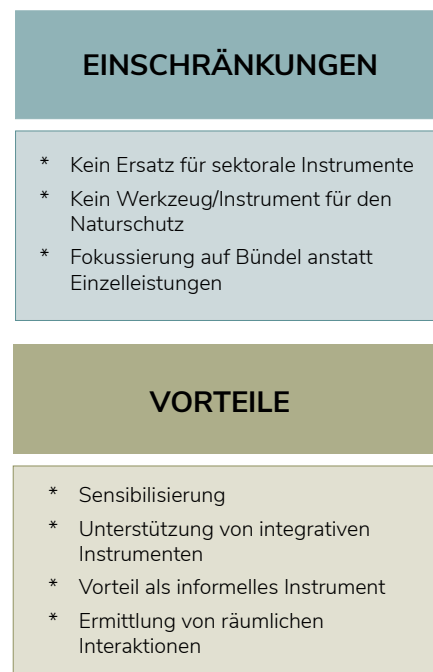 EINSCHRÄNKUNGEN
* Kein Ersatz für sektorale Instrumente
* Kein Werkzeug/Instrument für den
Naturschutz
* Fokussierung auf Bündel anstatt
Einzelleistungen
VORTEILE
* Sensibilisierung
* Unterstützung von integrativen
Instrumenten
* Vorteil als informelles Instrument
* Ermittlung von räumlichen
Interaktionen